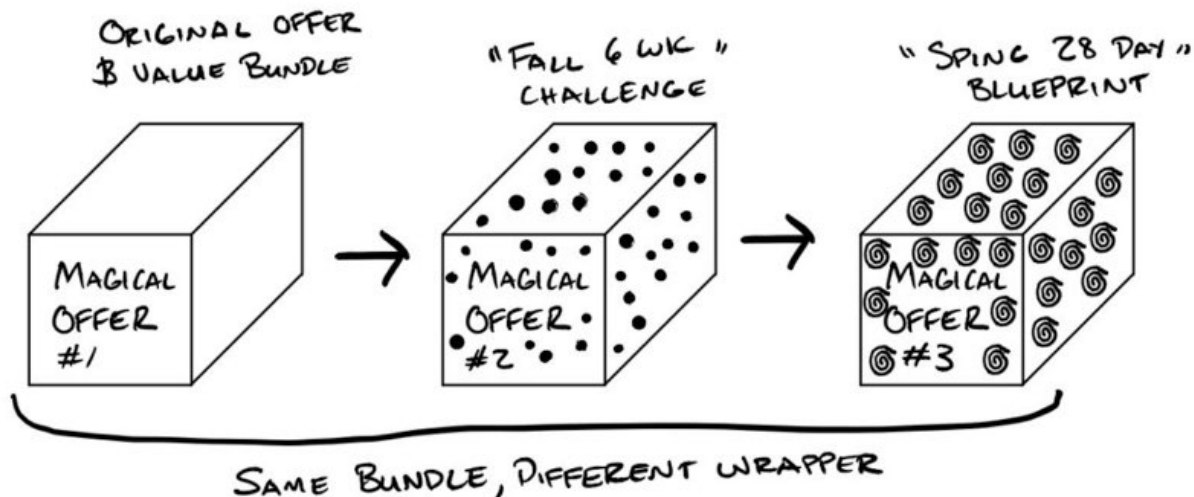 ORIGINAL OFFER
$ VALUE BUNDLE
"FALL 6 WK"
CHALLENGE
"SPING 28 DAY"
BLUEPRINT
MAGICAL
OFFER
#1
MAGICAL
OFFER
#2
MAGICAL
OFFER
#3
SAME BUNDLE, DIFFERENT WRAPPER